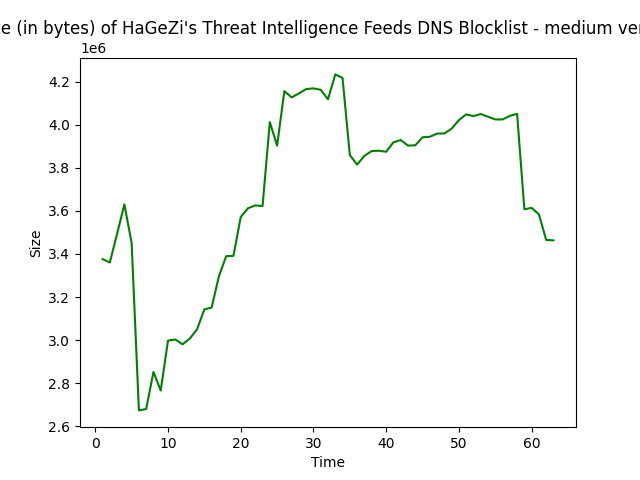 e (in bytes) of HaGeZi's Threat Intelligence Feeds DNS Blocklist - medium ver
1e6
4.2
4.0
3.8
3.6
3.4
3.2
3.0
2.8
2.6
Size
0 10 20 30 40 50 60
Time